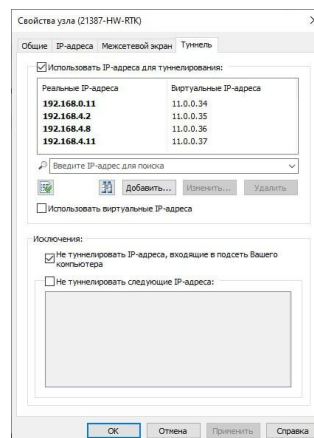 Свойства узла (21387-HW-RTK)
Общие IP-адреса Межсетевой экран Туннель
Использовать IP-адреса для туннелирования:
Реальные IP-адреса Виртуальные IP-адреса
192.168.0.11 11.0.0.34
192.168.4.2 11.0.0.35
192.168.4.8 11.0.0.36
192.168.4.11 11.0.0.37
Введите IP-адрес для поиска
Добавить... Изменить... Удалить
Использовать виртуальные IP-адреса
Исключения:
Не туннелировать IP-адреса, входящие в подсеть Вашего
компьютера
Не туннелировать следующие IP-адреса:
OK Отмена Применить Справка